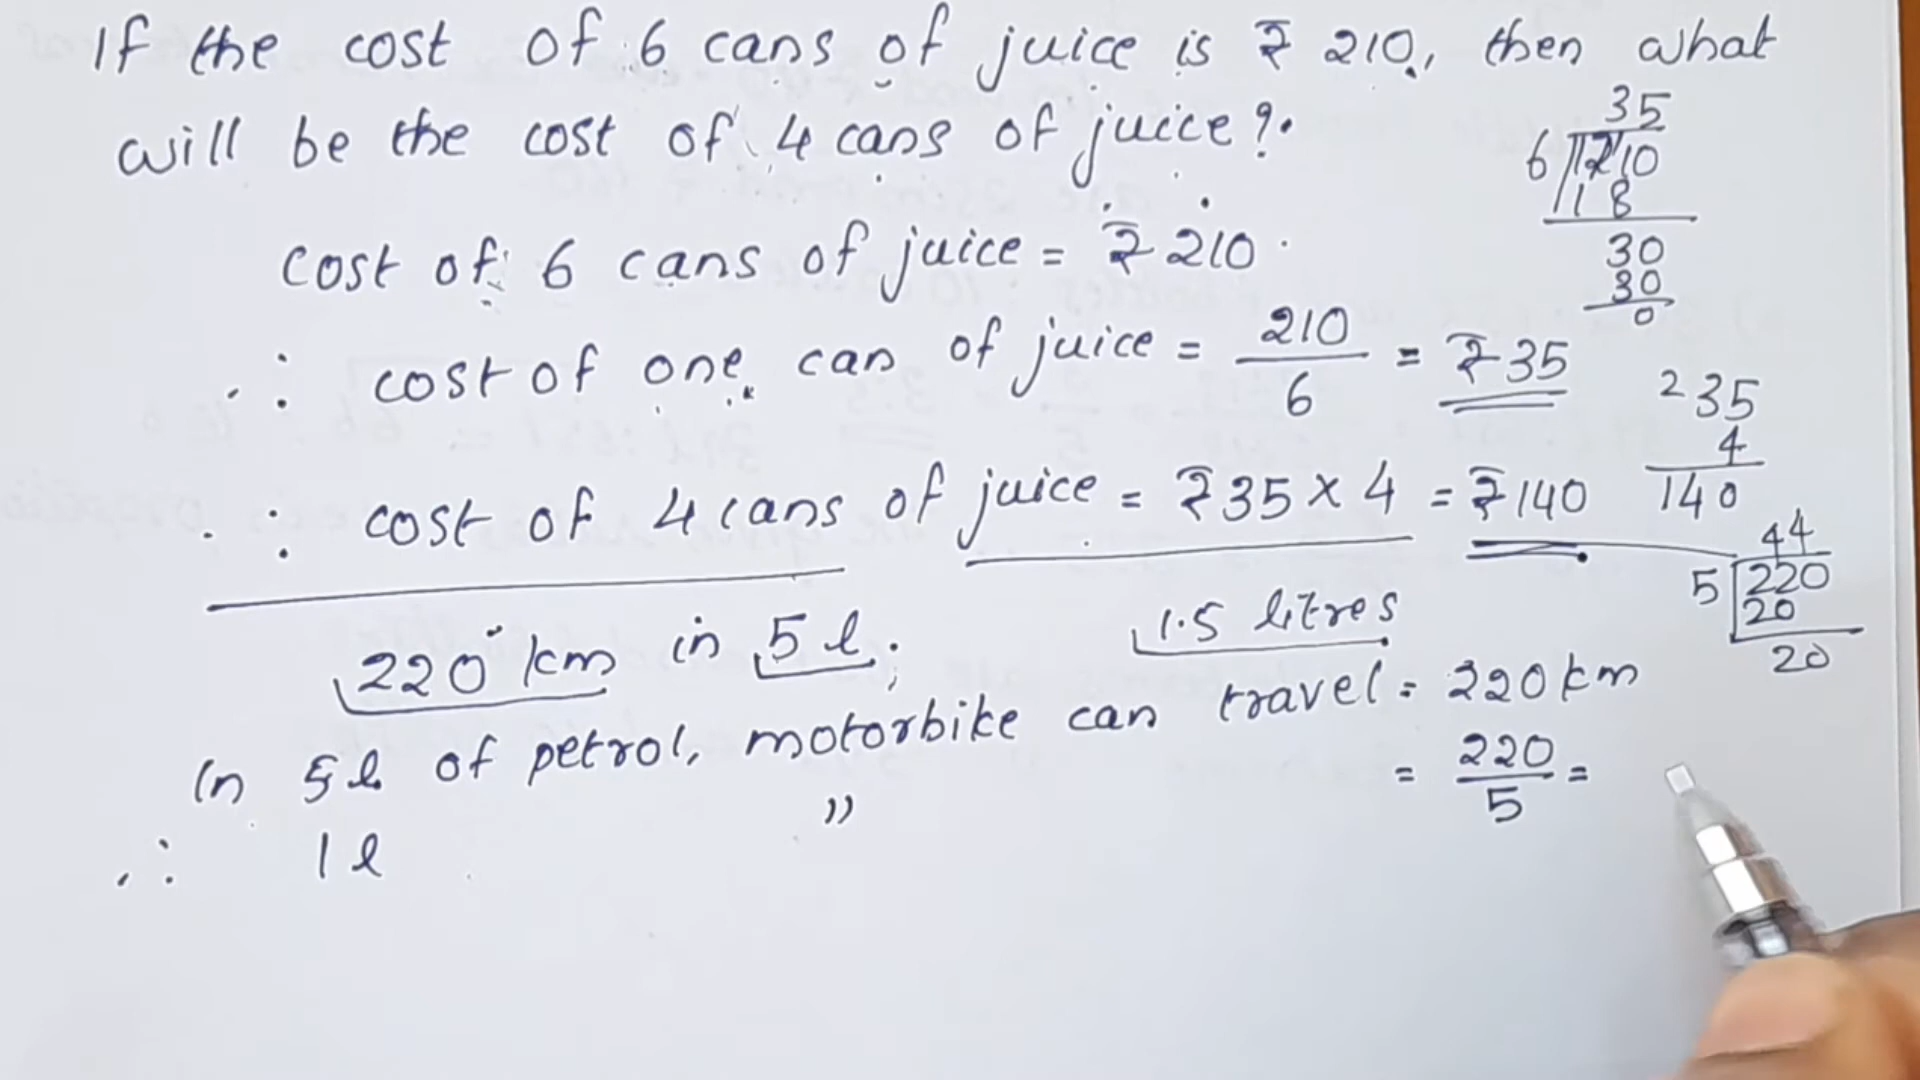 If the cost of 6 cans of juice is ₹ 210, then what
will be the cost of 4 cans of juice?
35
6 210
18
30
30
0
cost of 6 cans of juice = ₹ 210.
∴ cost of one can of juice = 210/6 = ₹ 35
235
4
140
∴ cost of 4 cans of juice = ₹ 35 × 4 = ₹ 140
44
5 220
20
20
220 km in 5 l; 1.5 litres
In 5 l of petrol, motorbike can travel = 220 km
∴ 1 l " = 220/5 =